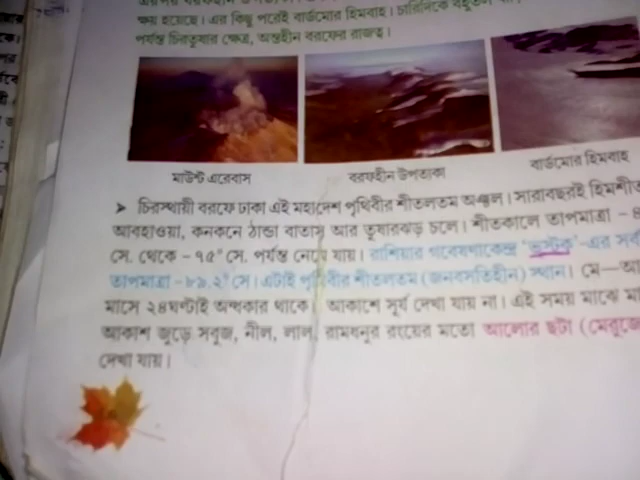 ক্ষয় হয়েছে। এর কিছু পরেই বার্ডমোর হিমবাহ। চারিদিকে
পর্যন্ত চিরতুষার ক্ষেত্র, অন্তহীন বরফের রাজত্ব।
মাউন্ট এরেবাস
বরফহীন উপত্যকা
বার্ডমোর হিমবাহ
➤ চিরস্থায়ী বরফে ঢাকা এই মহাদেশ পৃথিবীর শীতলতম অঞ্চল। সারাবছরই হিমশীত
আবহাওয়া, কনকনে ঠান্ডা বাতাস আর তুষারঝড় চলে। শীতকালে তাপমাত্রা –
সে. থেকে – ৭৫° সে. পর্যন্ত নেমে যায়। রাশিয়ার গবেষণাকেন্দ্র 'ভস্টক'-এর সর্ব
তাপমাত্রা –৮৯.২° সে। এটাই পৃথিবীর শীতলতম (জনবসতিহীন) স্থান। মে—আ
মাসে ২৪ঘণ্টাই অন্ধকার থাকে। আকাশে সূর্য দেখা যায় না। এই সময় মাঝে মা
আকাশ জুড়ে সবুজ, নীল, লাল, রামধনুর রংয়ের মতো আলোর ছটা (মেরুজ্যো
দেখা যায়।